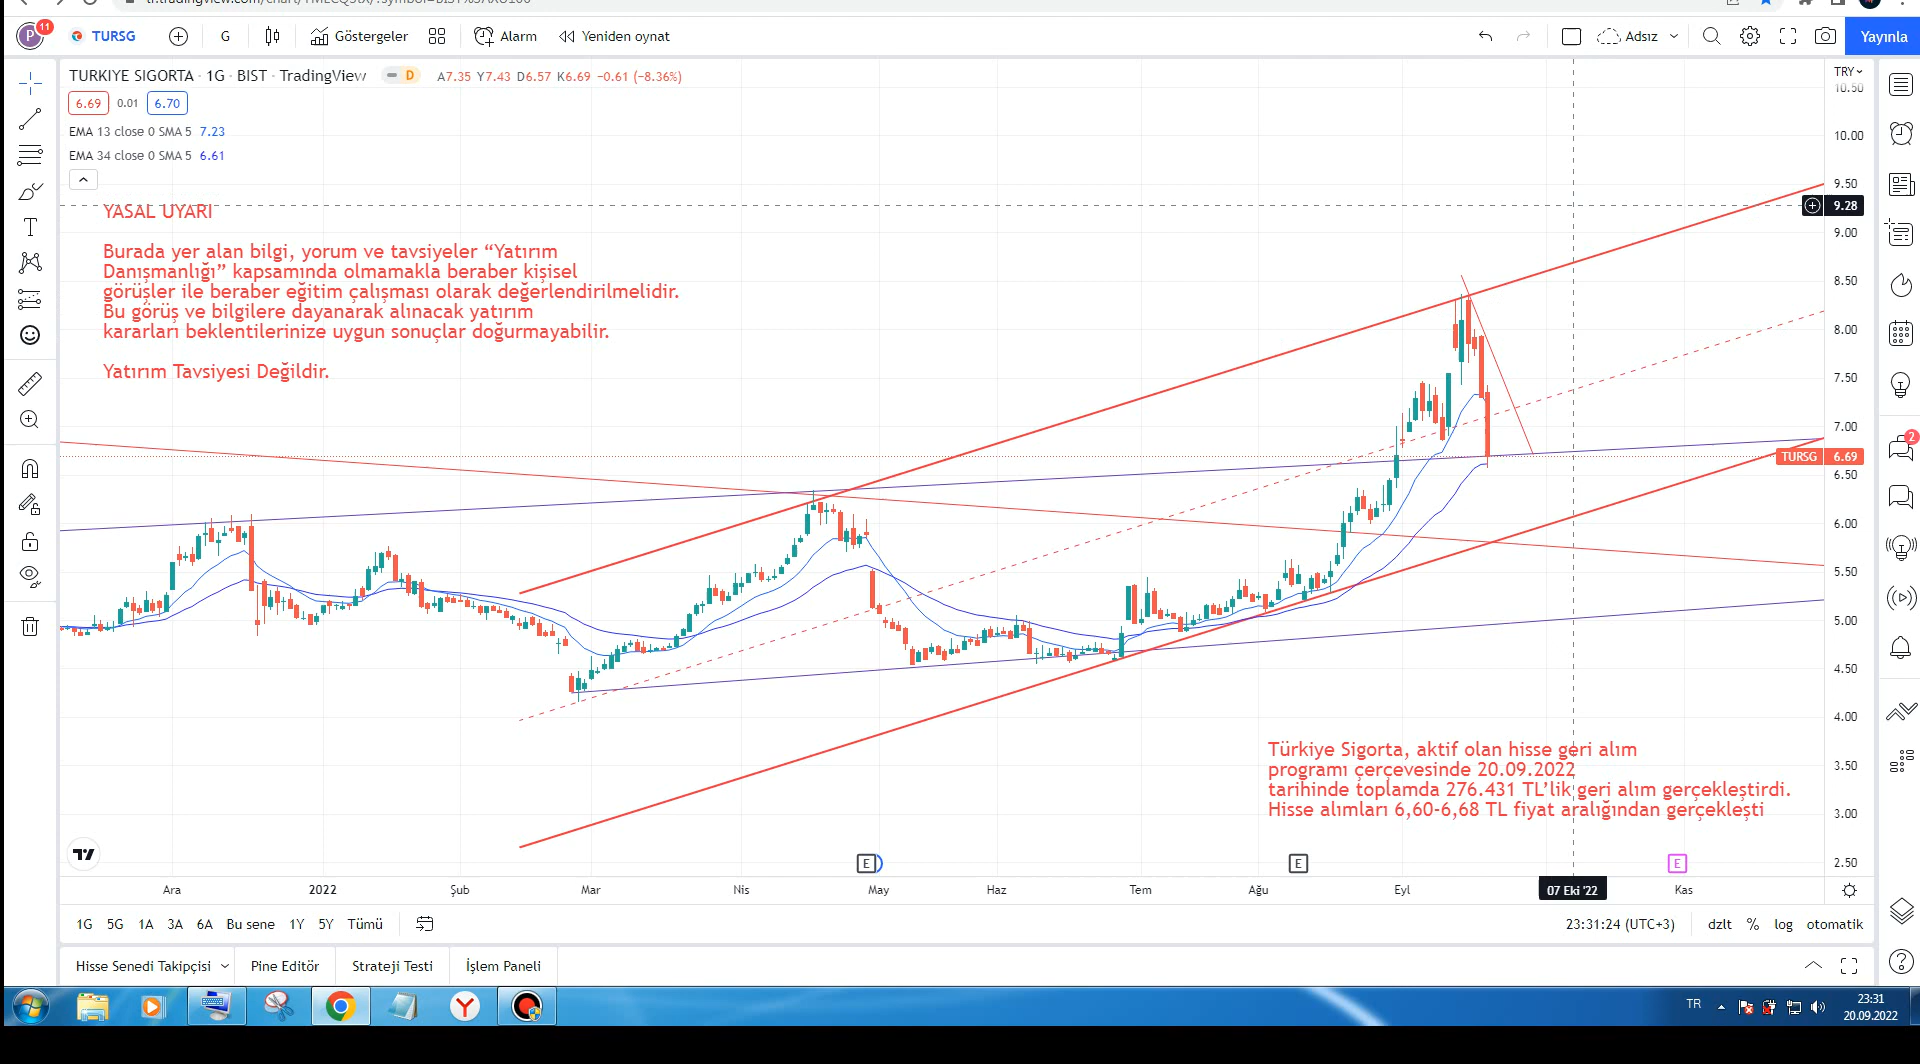 P
11
TURSG
G
Göstergeler
Alarm
Yeniden oynat
Adsız
Yayınla
TURKIYE SIGORTA · 1G · BIST · TradingView
D
A7.35 Y7.43 D6.57 K6.69 −0.61 (−8.36%)
TRY
6.69
0.01
6.70
EMA 13 close 0 SMA 5 7.23
EMA 34 close 0 SMA 5 6.61
YASAL UYARI
Burada yer alan bilgi, yorum ve tavsiyeler “Yatırım
Danışmanlığı” kapsamında olmamakla beraber kişisel
görüşler ile beraber eğitim çalışması olarak değerlendirilmelidir.
Bu görüş ve bilgilere dayanarak alınacak yatırım
kararları beklentilerinize uygun sonuçlar doğurmayabilir.
Yatırım Tavsiyesi Değildir.
10.50
10.00
9.50
9.28
9.00
8.50
8.00
7.50
7.00
TURSG 6.69
6.50
6.00
5.50
5.00
4.50
4.00
3.50
3.00
2.50
2
Türkiye Sigorta, aktif olan hisse geri alım
programı çerçevesinde 20.09.2022
tarihinde toplamda 276.431 TL’lik geri alım gerçekleştirdi.
Hisse alımları 6,60-6,68 TL fiyat aralığından gerçekleşti
E
E
E
Ara
2022
Şub
Mar
Nis
May
Haz
Tem
Ağu
Eyl
07 Eki '22
Kas
1G
5G
1A
3A
6A
Bu sene
1Y
5Y
Tümü
23:31:24 (UTC+3)
dzlt
%
log
otomatik
Hisse Senedi Takipçisi
Pine Editör
Strateji Testi
İşlem Paneli
TR
23:31
20.09.2022